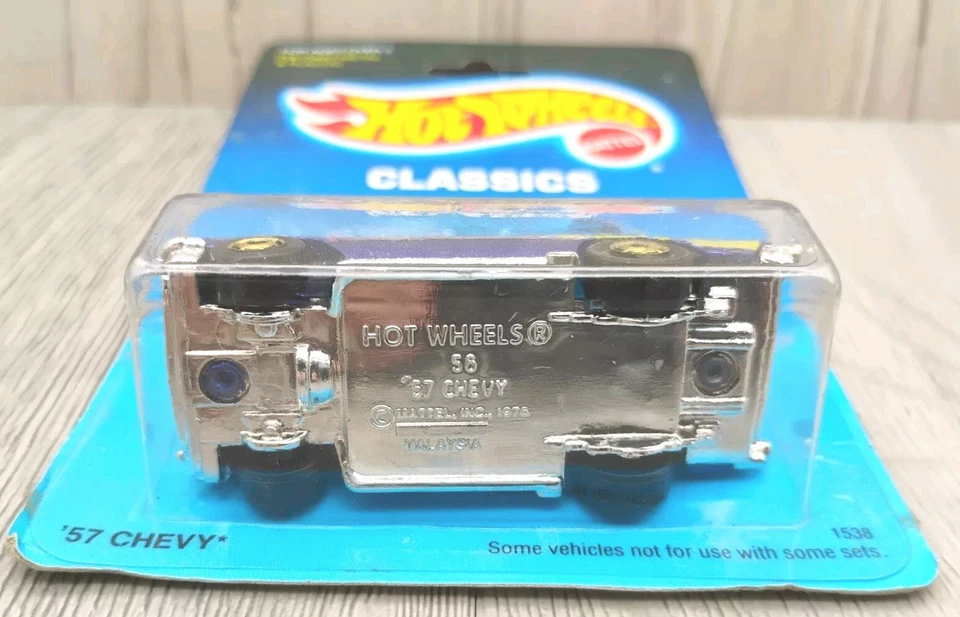 HOT WHEELS
MATTEL
CLASSICS
HOT WHEELS®
56
'57 CHEVY
© MATTEL, INC., 1976
MALAYSIA
'57 CHEVY*
1538
Some vehicles not for use with some sets.